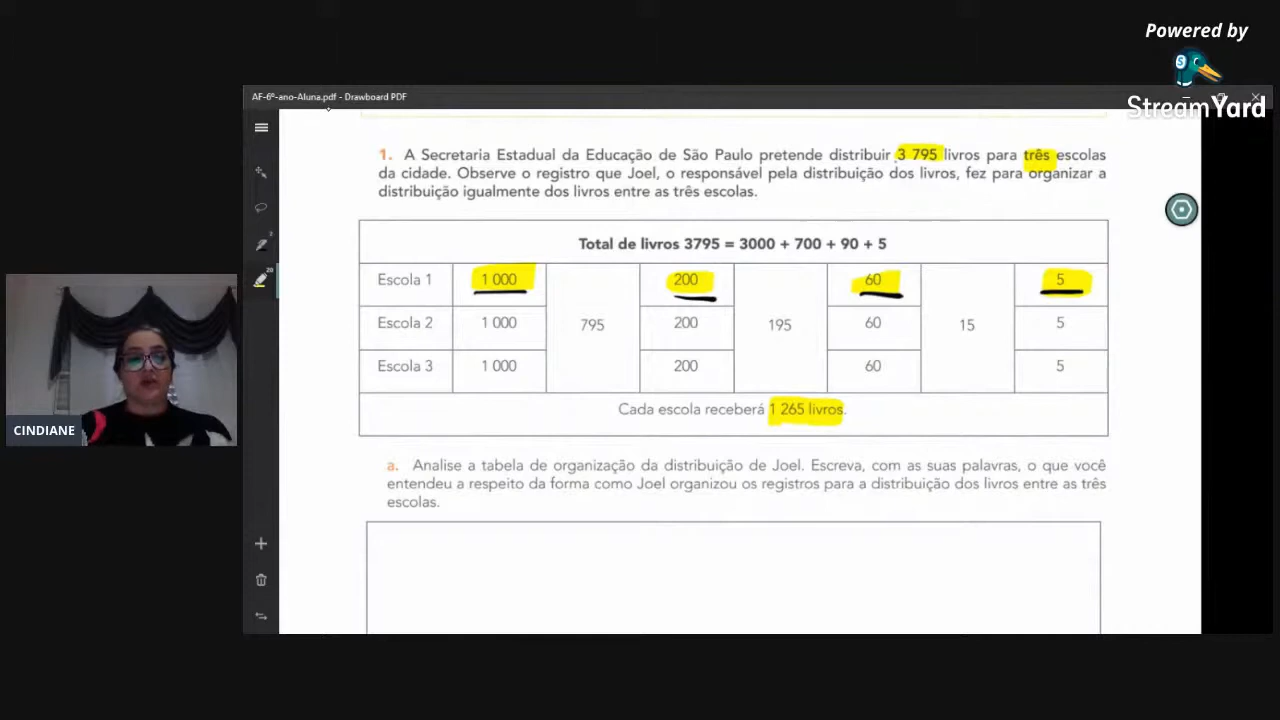 Powered by
StreamYard
AF-6º-ano-Aluna.pdf - Drawboard PDF
1. A Secretaria Estadual da Educação de São Paulo pretende distribuir 3 795 livros para três escolas
da cidade. Observe o registro que Joel, o responsável pela distribuição dos livros, fez para organizar a
distribuição igualmente dos livros entre as três escolas.
Total de livros 3795 = 3000 + 700 + 90 + 5
Escola 1 1 000 200 60 5
Escola 2 1 000 795 200 195 60 15 5
Escola 3 1 000 200 60 5
Cada escola receberá 1 265 livros.
a. Analise a tabela de organização da distribuição de Joel. Escreva, com as suas palavras, o que você
entendeu a respeito da forma como Joel organizou os registros para a distribuição dos livros entre as três
escolas.
CINDIANE